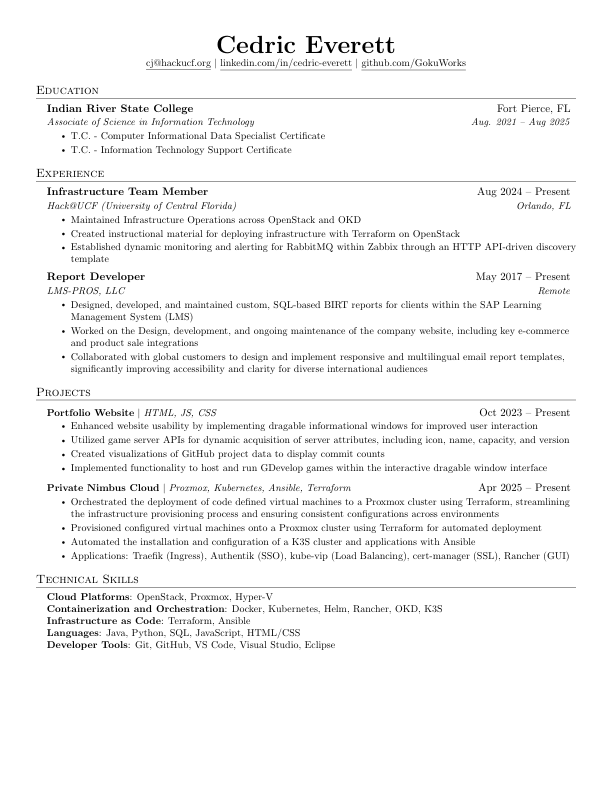 Cedric Everett
cj@hackucf.org | linkedin.com/in/cedric-everett | github.com/GokuWorks
Education
Indian River State College Fort Pierce, FL
Associate of Science in Information Technology Aug. 2021 – Aug 2025
• T.C. - Computer Informational Data Specialist Certificate
• T.C. - Information Technology Support Certificate
Experience
Infrastructure Team Member Aug 2024 – Present
Hack@UCF (University of Central Florida) Orlando, FL
• Maintained Infrastructure Operations across OpenStack and OKD
• Created instructional material for deploying infrastructure with Terraform on OpenStack
• Established dynamic monitoring and alerting for RabbitMQ within Zabbix through an HTTP API-driven discovery
template
Report Developer May 2017 – Present
LMS-PROS, LLC Remote
• Designed, developed, and maintained custom, SQL-based BIRT reports for clients within the SAP Learning
Management System (LMS)
• Worked on the Design, development, and ongoing maintenance of the company website, including key e-commerce
and product sale integrations
• Collaborated with global customers to design and implement responsive and multilingual email report templates,
significantly improving accessibility and clarity for diverse international audiences
Projects
Portfolio Website | HTML, JS, CSS Oct 2023 – Present
• Enhanced website usability by implementing dragable informational windows for improved user interaction
• Utilized game server APIs for dynamic acquisition of server attributes, including icon, name, capacity, and version
• Created visualizations of GitHub project data to display commit counts
• Implemented functionality to host and run GDevelop games within the interactive dragable window interface
Private Nimbus Cloud | Proxmox, Kubernetes, Ansible, Terraform Apr 2025 – Present
• Orchestrated the deployment of code defined virtual machines to a Proxmox cluster using Terraform, streamlining
the infrastructure provisioning process and ensuring consistent configurations across environments
• Provisioned configured virtual machines onto a Proxmox cluster using Terraform for automated deployment
• Automated the installation and configuration of a K3S cluster and applications with Ansible
• Applications: Traefik (Ingress), Authentik (SSO), kube-vip (Load Balancing), cert-manager (SSL), Rancher (GUI)
Technical Skills
Cloud Platforms: OpenStack, Proxmox, Hyper-V
Containerization and Orchestration: Docker, Kubernetes, Helm, Rancher, OKD, K3S
Infrastructure as Code: Terraform, Ansible
Languages: Java, Python, SQL, JavaScript, HTML/CSS
Developer Tools: Git, GitHub, VS Code, Visual Studio, Eclipse